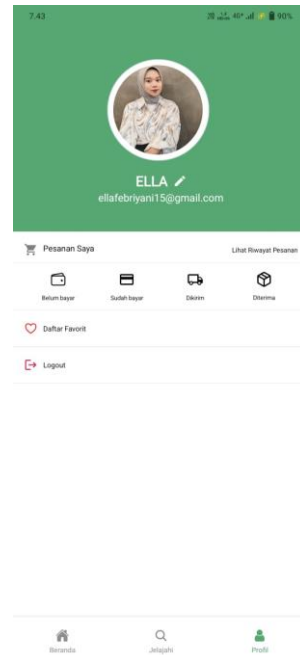 7.43
4G+
90%
ELLA
ellafebriyani15@gmail.com
Pesanan Saya
Lihat Riwayat Pesanan
Belum bayar
Sudah bayar
Dikirim
Diterima
Daftar Favorit
Logout
Beranda
Jelajahi
Profil